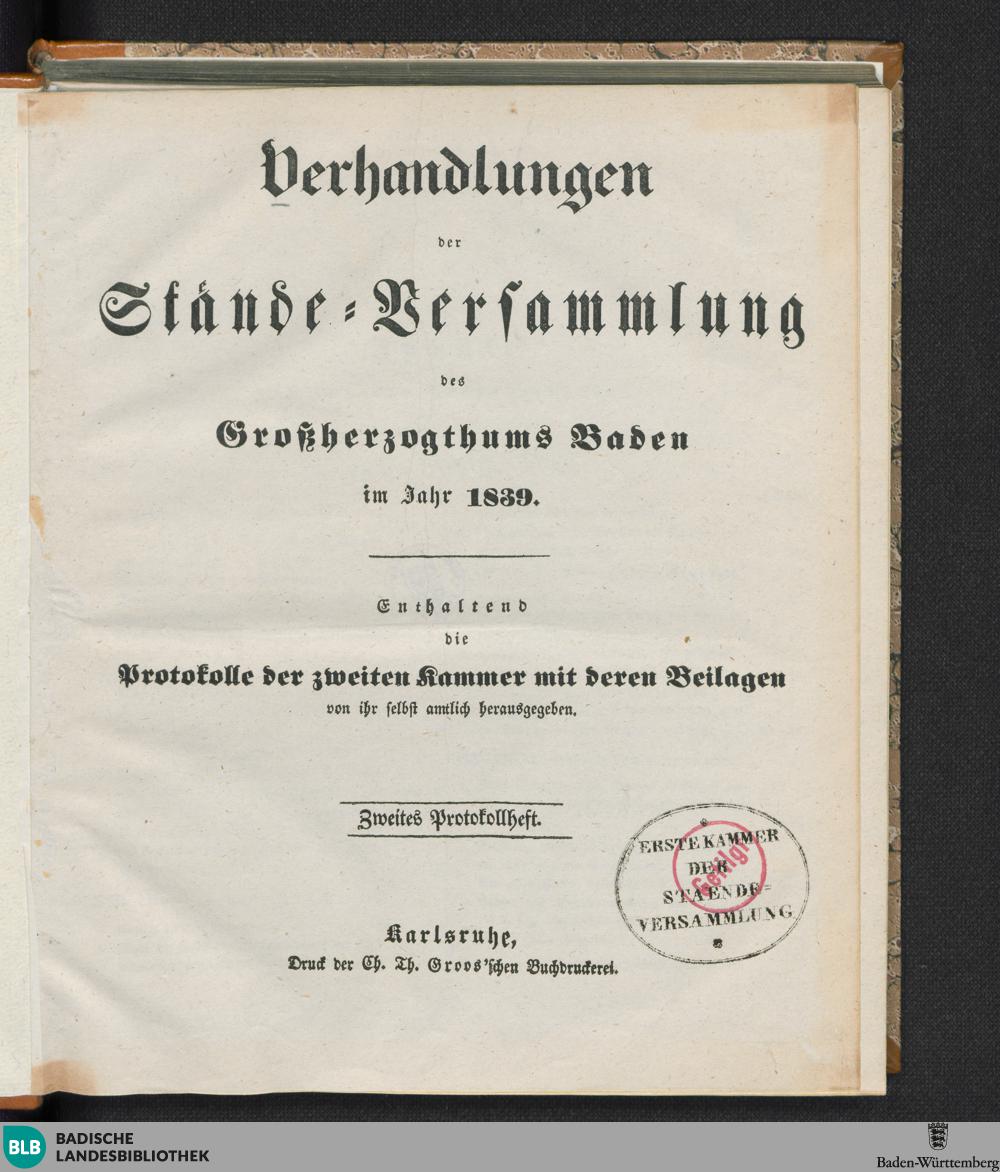 Verhandlungen
der
Stände-Versammlung
des
Großherzogthums Baden
im Jahr 1839.
Enthaltend
die
Protokolle der zweiten Kammer mit deren Beilagen
von ihr selbst amtlich herausgegeben.
Zweites Protokollheft.
ERSTE KAMMER
DER
STAENDE=
VERSAMMLUNG
Getilgt
Karlsruhe,
Druck der Ch. Th. Groos'schen Buchdruckerei.
BLB
BADISCHE
LANDESBIBLIOTHEK
Baden-Württemberg